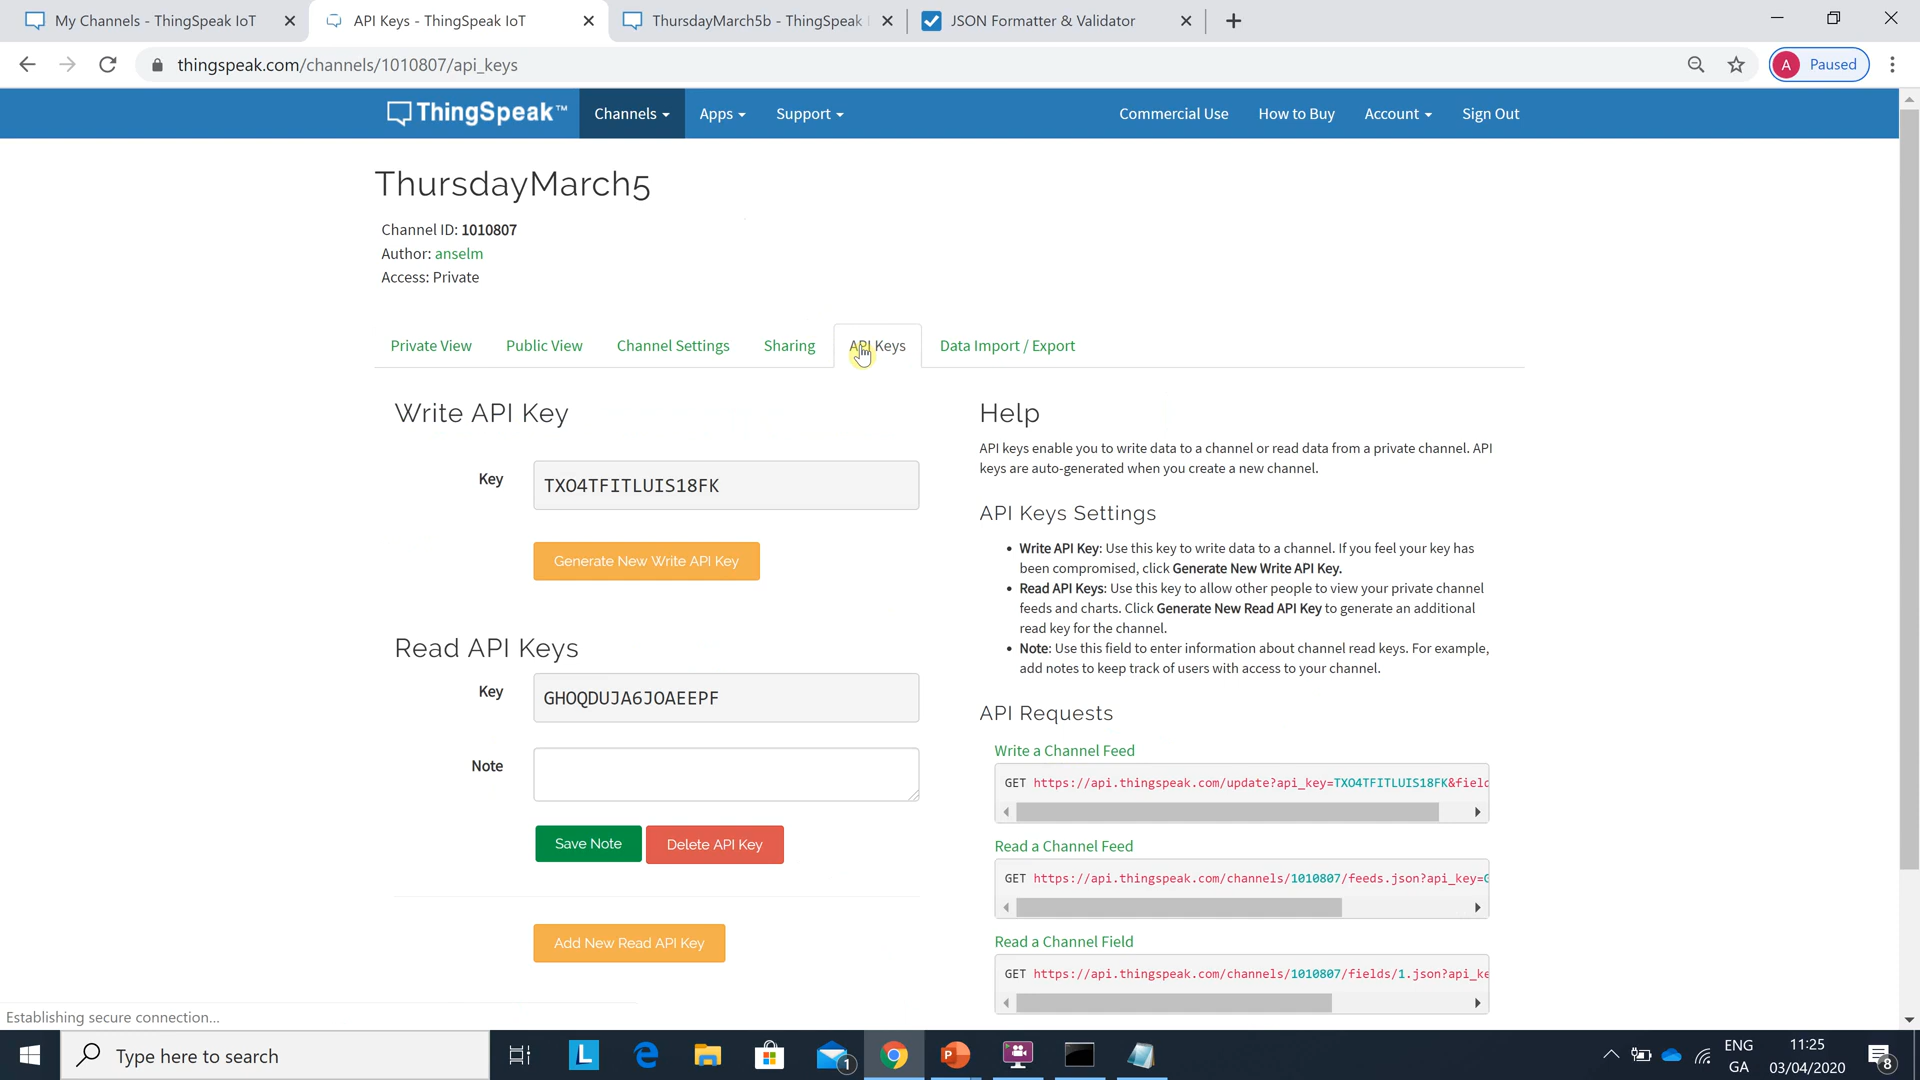 My Channels - ThingSpeak IoT
API Keys - ThingSpeak IoT
ThursdayMarch5b - ThingSpeak
JSON Formatter & Validator
thingspeak.com/channels/1010807/api_keys
A Paused
ThingSpeak™
Channels
Apps
Support
Commercial Use
How to Buy
Account
Sign Out
ThursdayMarch5
Channel ID: 1010807
Author: anselm
Access: Private
Private View
Public View
Channel Settings
Sharing
API Keys
Data Import / Export
Write API Key
Key
TXO4TFITLUIS18FK
Generate New Write API Key
Read API Keys
Key
GHOQDUJA6JOAEEPF
Note
Save Note
Delete API Key
Add New Read API Key
Help
API keys enable you to write data to a channel or read data from a private channel. API
keys are auto-generated when you create a new channel.
API Keys Settings
• Write API Key: Use this key to write data to a channel. If you feel your key has
been compromised, click Generate New Write API Key.
• Read API Keys: Use this key to allow other people to view your private channel
feeds and charts. Click Generate New Read API Key to generate an additional
read key for the channel.
• Note: Use this field to enter information about channel read keys. For example,
add notes to keep track of users with access to your channel.
API Requests
Write a Channel Feed
GET https://api.thingspeak.com/update?api_key=TXO4TFITLUIS18FK&field
Read a Channel Feed
GET https://api.thingspeak.com/channels/1010807/feeds.json?api_key=G
Read a Channel Field
GET https://api.thingspeak.com/channels/1010807/fields/1.json?api_ke
Establishing secure connection...
Type here to search
L
1
ENG
GA
11:25
03/04/2020
8